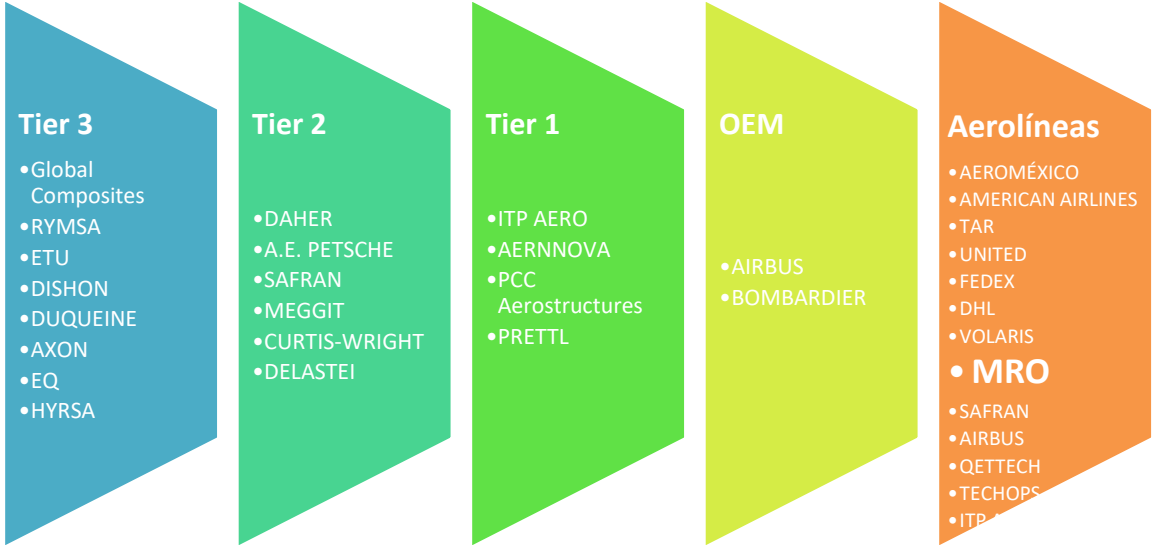 Tier 3
•Global
Composites
•RYMSA
•ETU
•DISHON
•DUQUEINE
•AXON
•EQ
•HYRSA
Tier 2
•DAHER
•A.E. PETSCHE
•SAFRAN
•MEGGIT
•CURTIS-WRIGHT
•DELASTEI
Tier 1
•ITP AERO
•AERNNOVA
•PCC
Aerostructures
•PRETTL
OEM
•AIRBUS
•BOMBARDIER
Aerolíneas
•AEROMÉXICO
•AMERICAN AIRLINES
•TAR
•UNITED
•FEDEX
•DHL
•VOLARIS
• MRO
•SAFRAN
•AIRBUS
•QETTECH
•TECHOPS
•ITP